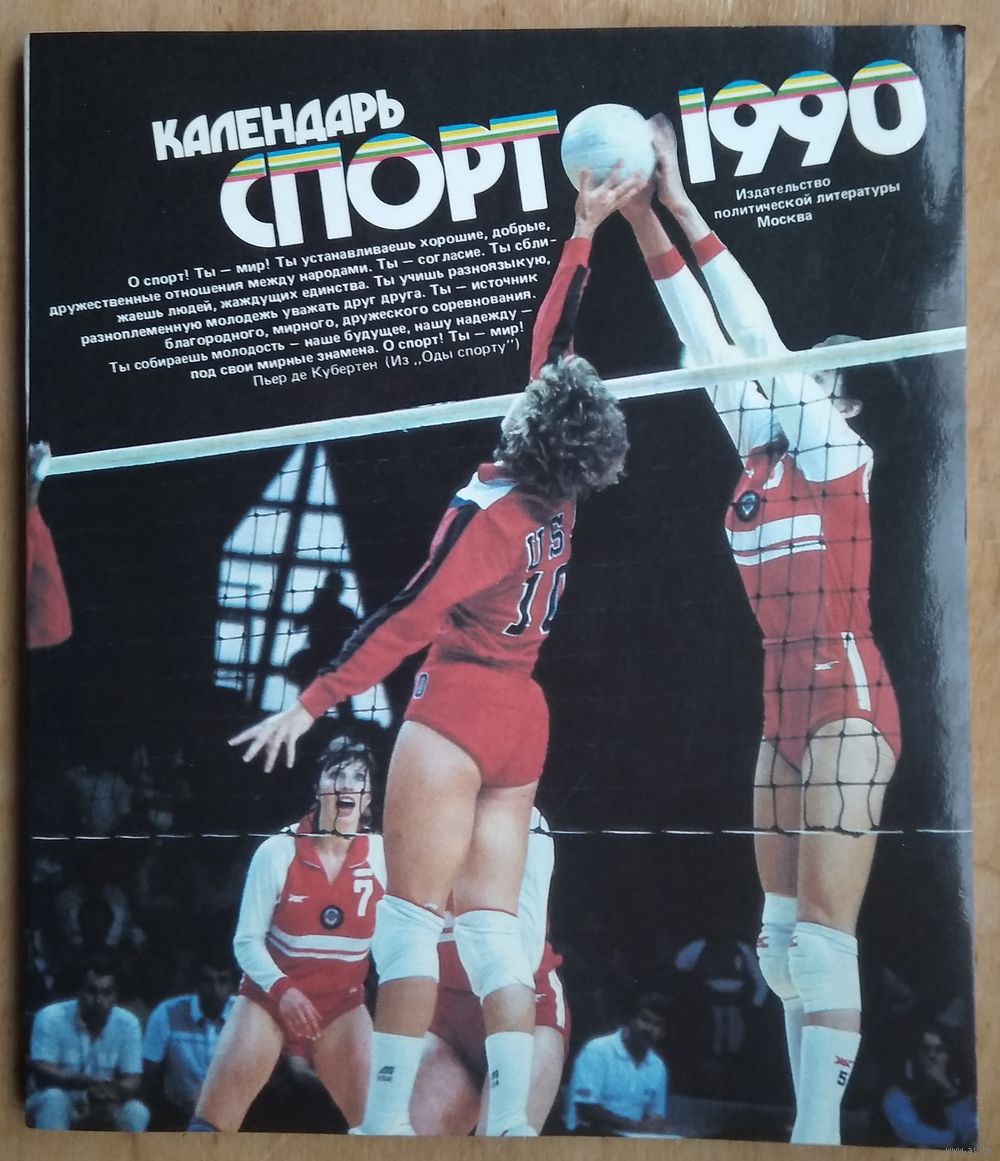 КАЛЕНДАРЬ
СПОРТ 1990
Издательство
политической литературы
Москва
О спорт! Ты — мир! Ты устанавливаешь хорошие, добрые,
дружественные отношения между народами. Ты — согласие. Ты сбли-
жаешь людей, жаждущих единства. Ты учишь разноязыкую,
разноплеменную молодежь уважать друг друга. Ты — источник
благородного, мирного, дружеского соревнования.
Ты собираешь молодость — наше будущее, нашу надежду —
под свои мирные знамена. О спорт! Ты — мир!
Пьер де Кубертен (Из „Оды спорту")
US
10
7
5